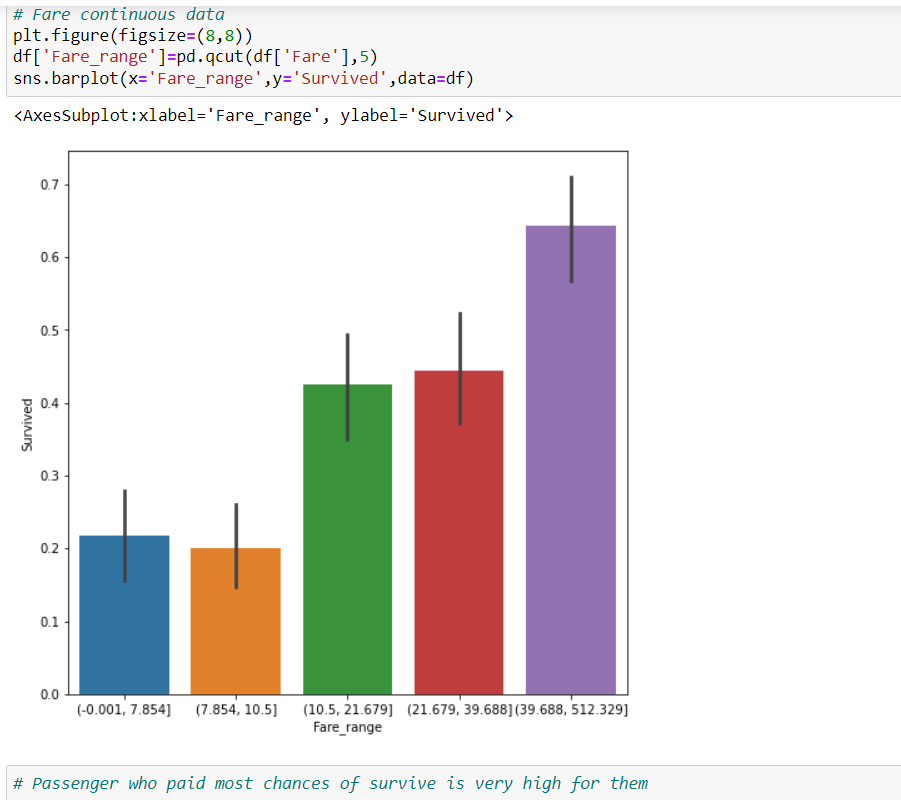 # Fare continuous data
plt.figure(figsize=(8,8))
df['Fare_range']=pd.qcut(df['Fare'],5)
sns.barplot(x='Fare_range',y='Survived',data=df)
<AxesSubplot:xlabel='Fare_range', ylabel='Survived'>
0.7
0.6
0.5
0.4
0.3
0.2
0.1
0.0
Survived
(-0.001, 7.854] (7.854, 10.5] (10.5, 21.679] (21.679, 39.688] (39.688, 512.329]
Fare_range
# Passenger who paid most chances of survive is very high for them